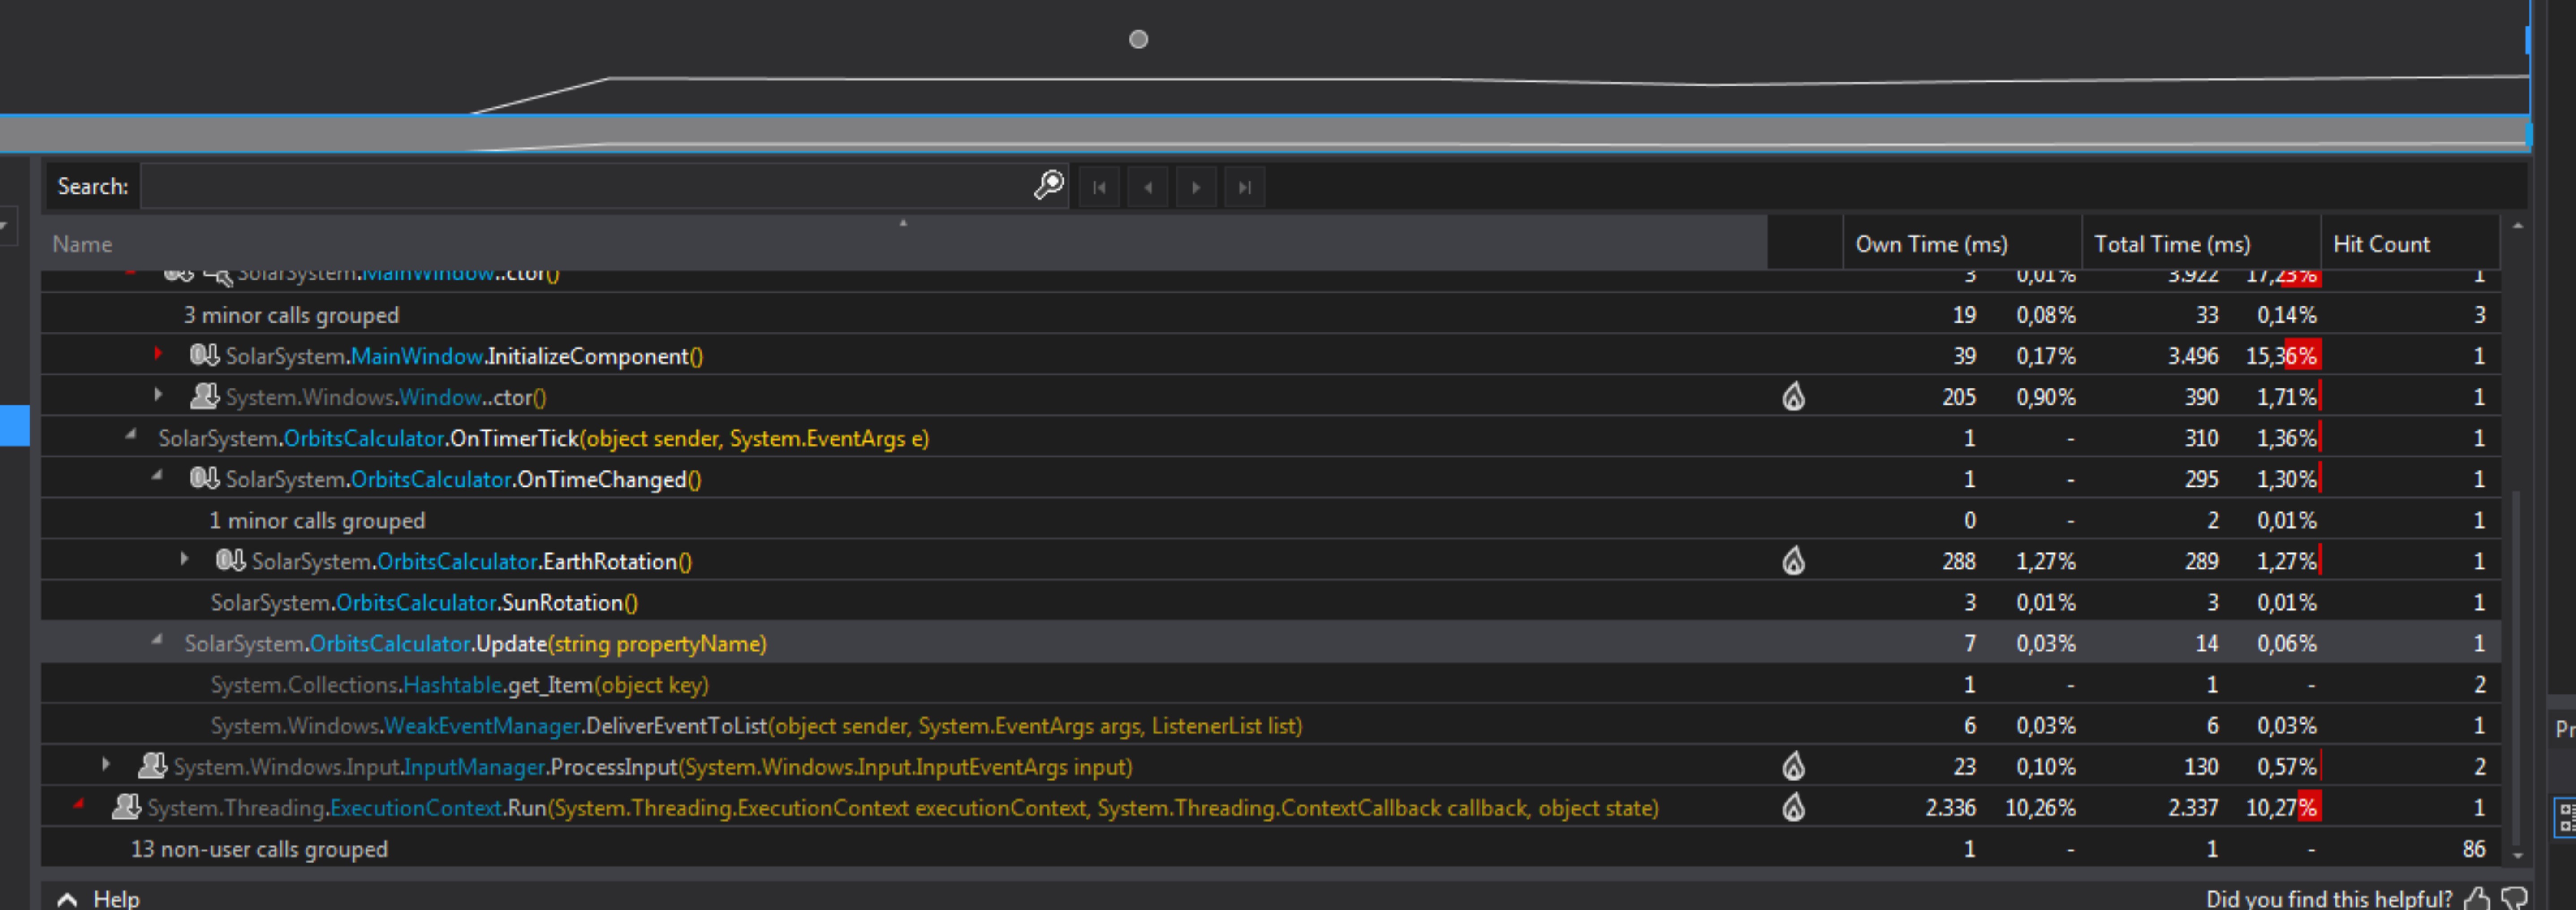 Search:
Name Own Time (ms) Total Time (ms) Hit Count
SolarSystem.MainWindow..ctor() 3 0,01% 3.922 17,23% 1
3 minor calls grouped 19 0,08% 33 0,14% 3
SolarSystem.MainWindow.InitializeComponent() 39 0,17% 3.496 15,36% 1
System.Windows.Window..ctor() 205 0,90% 390 1,71% 1
SolarSystem.OrbitsCalculator.OnTimerTick(object sender, System.EventArgs e) 1 - 310 1,36% 1
SolarSystem.OrbitsCalculator.OnTimeChanged() 1 - 295 1,30% 1
1 minor calls grouped 0 - 2 0,01% 1
SolarSystem.OrbitsCalculator.EarthRotation() 288 1,27% 289 1,27% 1
SolarSystem.OrbitsCalculator.SunRotation() 3 0,01% 3 0,01% 1
SolarSystem.OrbitsCalculator.Update(string propertyName) 7 0,03% 14 0,06% 1
System.Collections.Hashtable.get_Item(object key) 1 - 1 - 2
System.Windows.WeakEventManager.DeliverEventToList(object sender, System.EventArgs args, ListenerList list) 6 0,03% 6 0,03% 1
Pr
System.Windows.Input.InputManager.ProcessInput(System.Windows.Input.InputEventArgs input) 23 0,10% 130 0,57% 2
System.Threading.ExecutionContext.Run(System.Threading.ExecutionContext executionContext, System.Threading.ContextCallback callback, object state) 2.336 10,26% 2.337 10,27% 1
13 non-user calls grouped 1 - 1 - 86
Help Did you find this helpful?